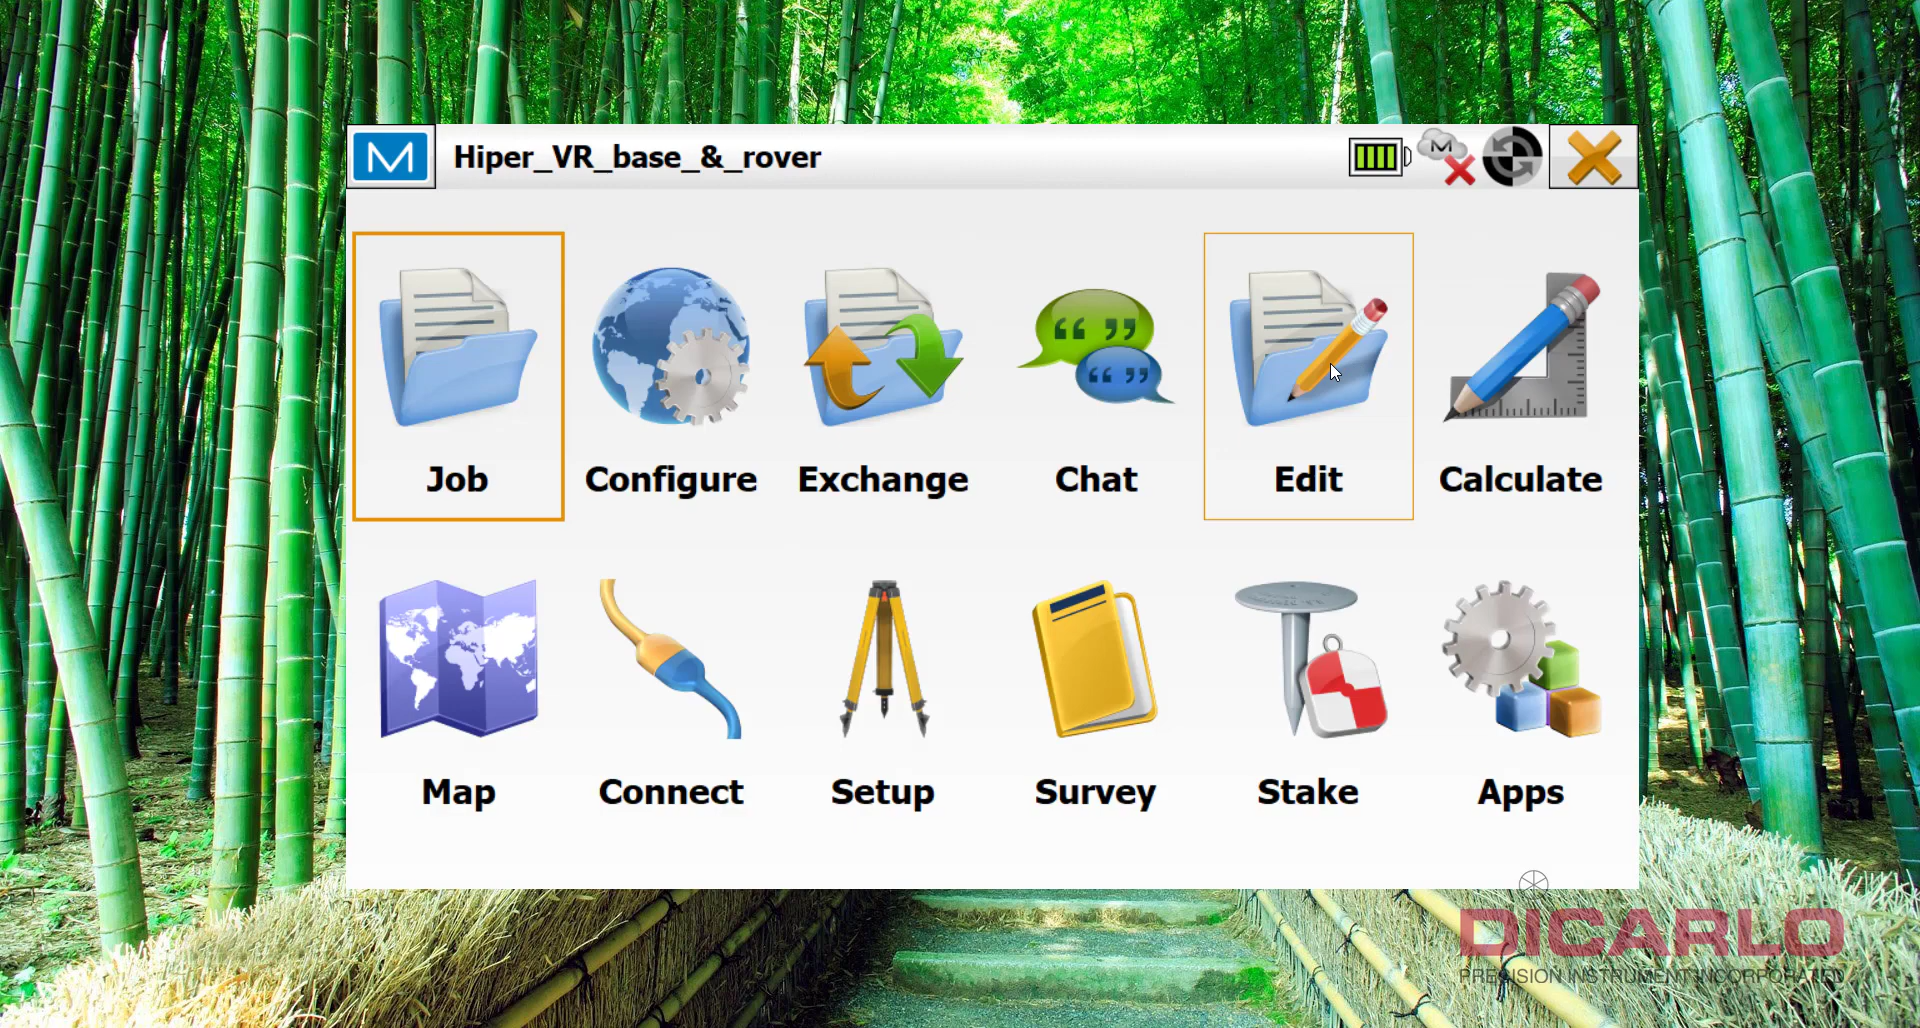 M Hiper_VR_base_&_rover M
Job Configure Exchange Chat Edit Calculate
Map Connect Setup Survey Stake Apps
DICARLO
PRECISION INSTRUMENT INCORPORATED